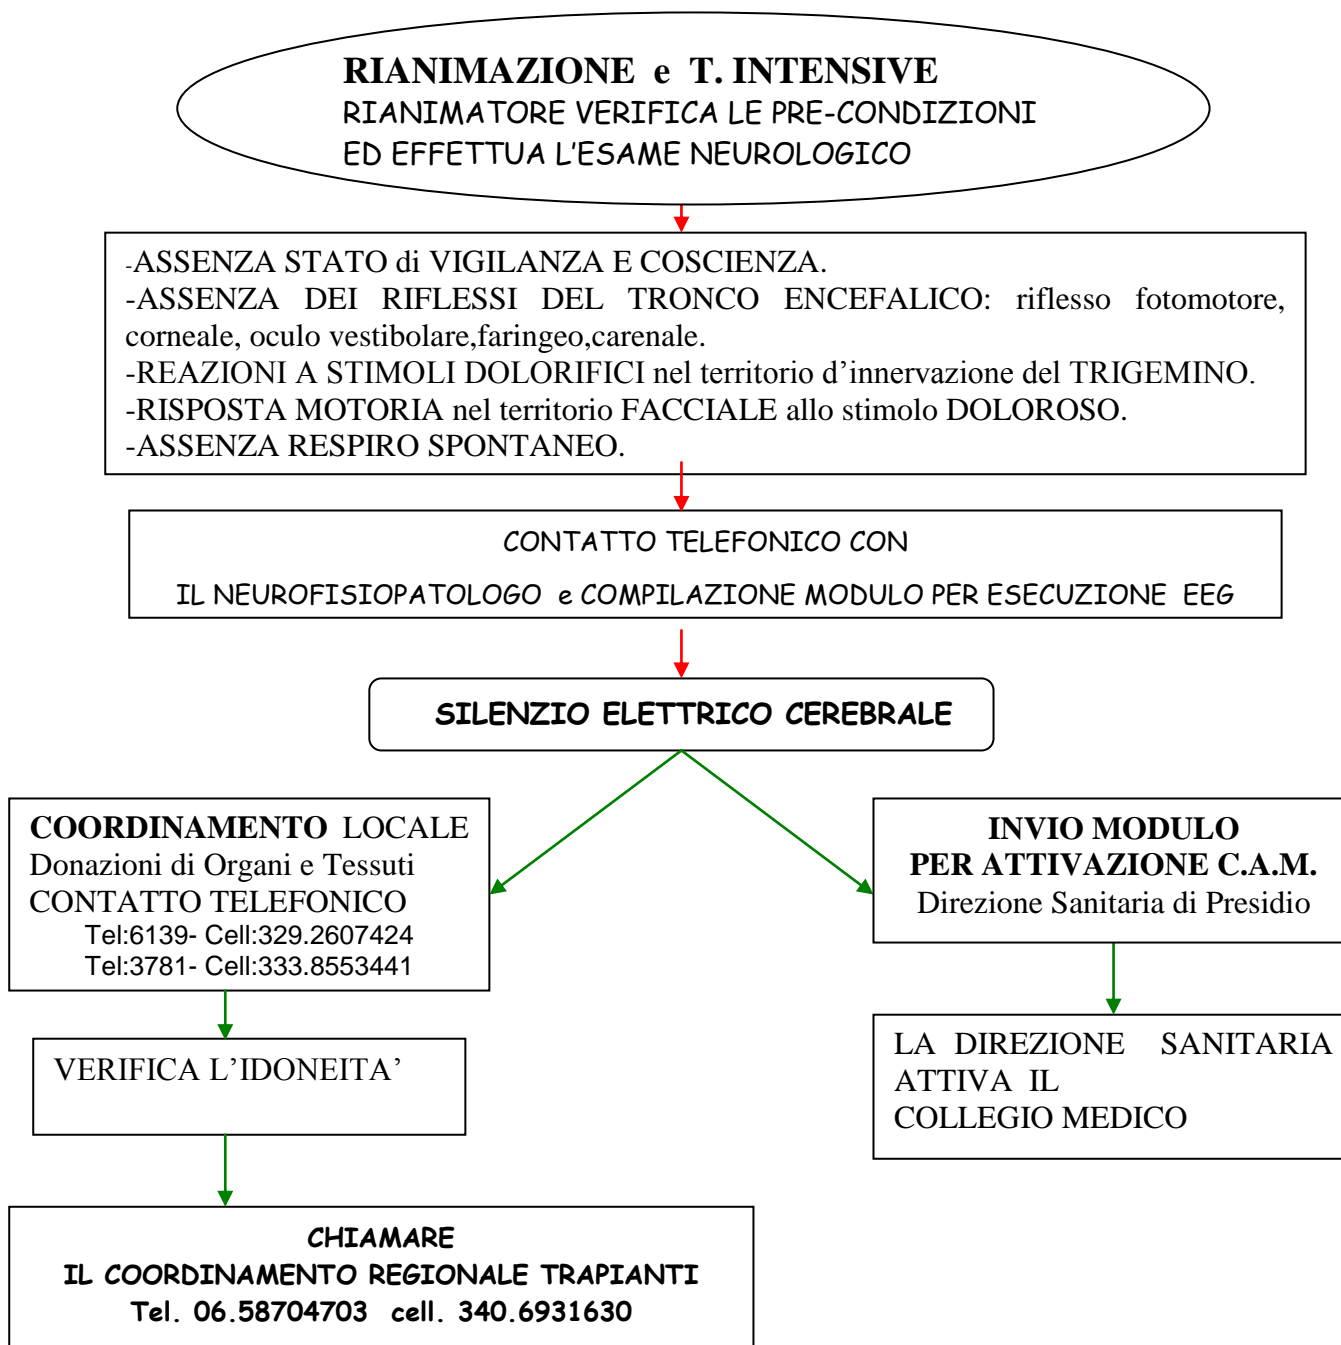 RIANIMAZIONE e T. INTENSIVE
RIANIMATORE VERIFICA LE PRE-CONDIZIONI
ED EFFETTUA L'ESAME NEUROLOGICO
-ASSENZA STATO di VIGILANZA E COSCIENZA.
-ASSENZA DEI RIFLESSI DEL TRONCO ENCEFALICO: riflesso fotomotore,
corneale, oculo vestibolare,faringeo,carenale.
-REAZIONI A STIMOLI DOLORIFICI nel territorio d'innervazione del TRIGEMINO.
-RISPOSTA MOTORIA nel territorio FACCIALE allo stimolo DOLOROSO.
-ASSENZA RESPIRO SPONTANEO.
CONTATTO TELEFONICO CON
IL NEUROFISIOPATOLOGO e COMPILAZIONE MODULO PER ESECUZIONE EEG
SILENZIO ELETTRICO CEREBRALE
COORDINAMENTO LOCALE
Donazioni di Organi e Tessuti
CONTATTO TELEFONICO
Tel:6139- Cell:329.2607424
Tel:3781- Cell:333.8553441
INVIO MODULO
PER ATTIVAZIONE C.A.M.
Direzione Sanitaria di Presidio
VERIFICA L'IDONEITA'
LA DIREZIONE SANITARIA
ATTIVA IL
COLLEGIO MEDICO
CHIAMARE
IL COORDINAMENTO REGIONALE TRAPIANTI
Tel. 06.58704703 cell. 340.6931630